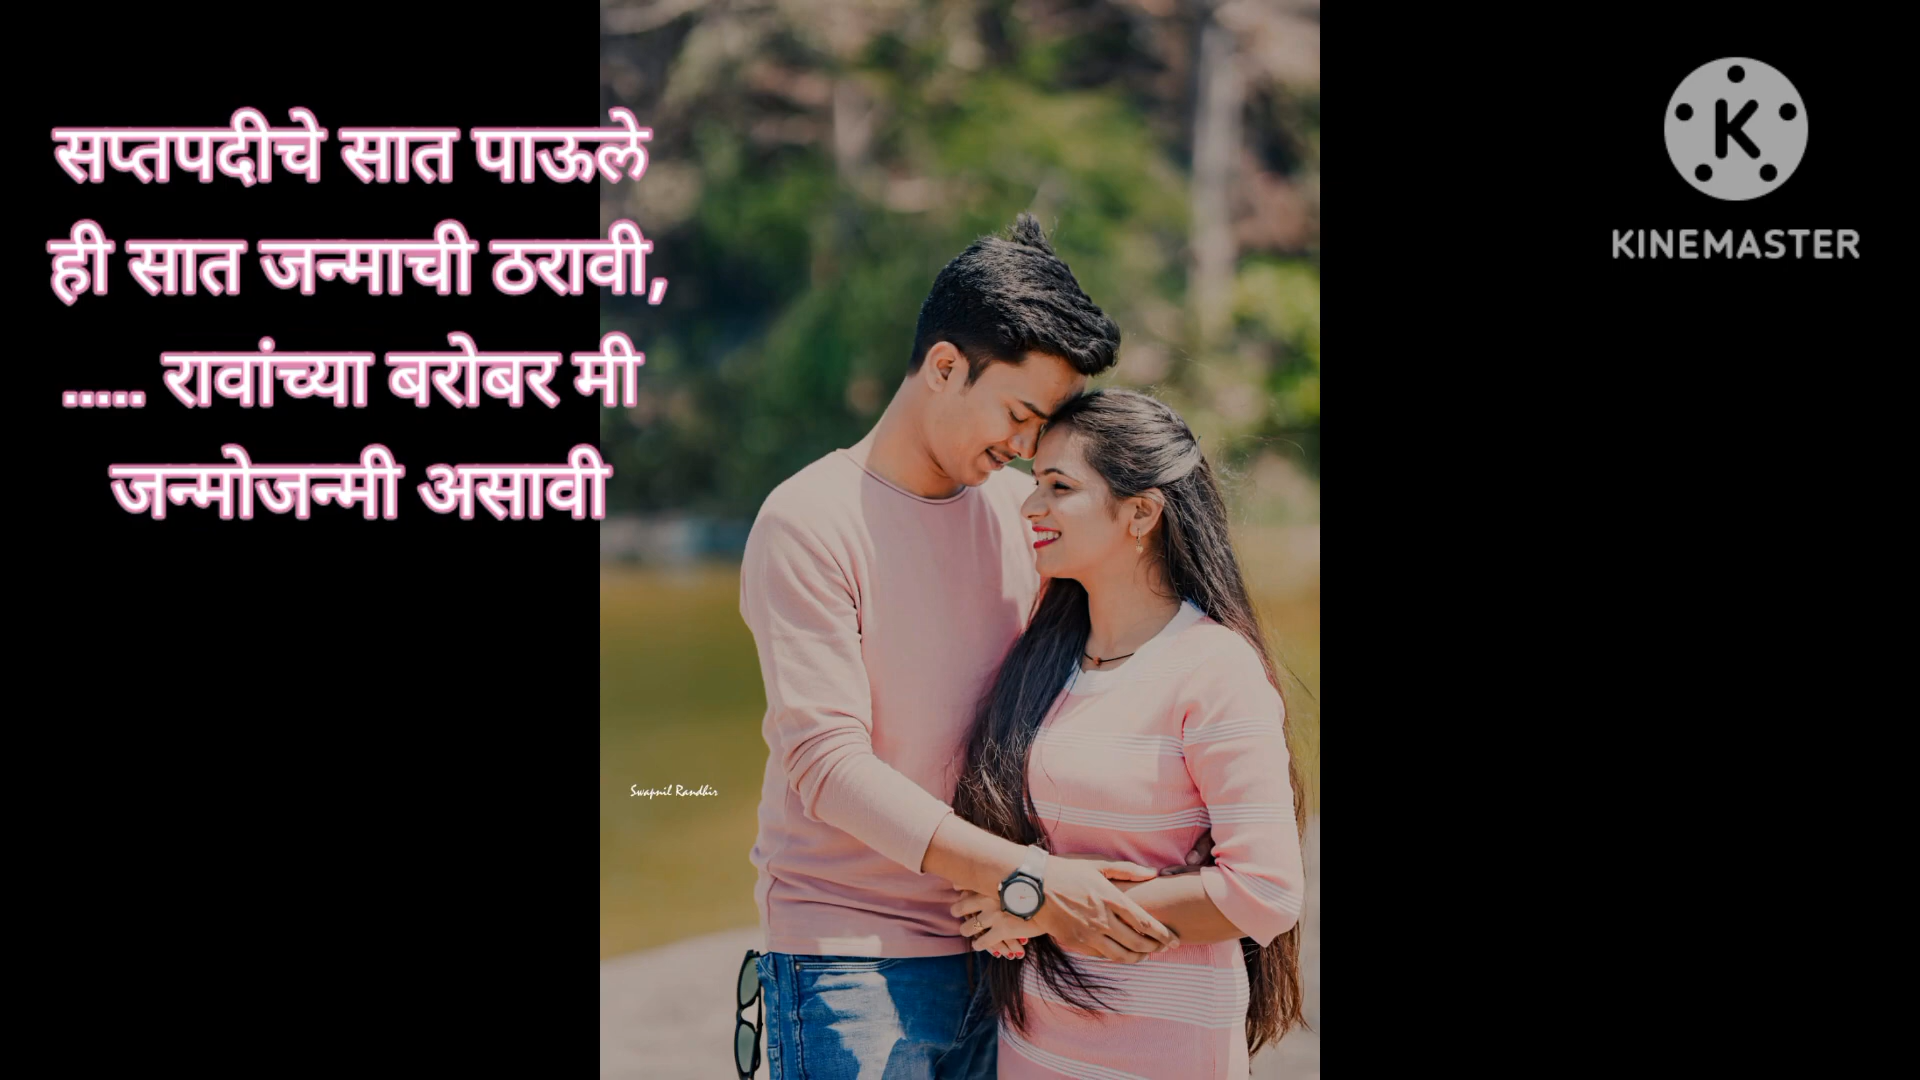 सप्तपदीचे सात पाऊले
ही सात जन्माची ठरावी,
..... रावांच्या बरोबर मी
जन्मोजन्मी असावी
K
KINEMASTER
Swapnil Randhir